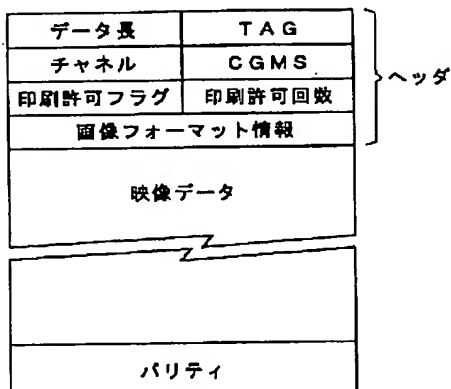 データ長 TAG
チャネル CGMS
印刷許可フラグ 印刷許可回数
画像フォーマット情報
ヘッダ
映像データ
パリティ